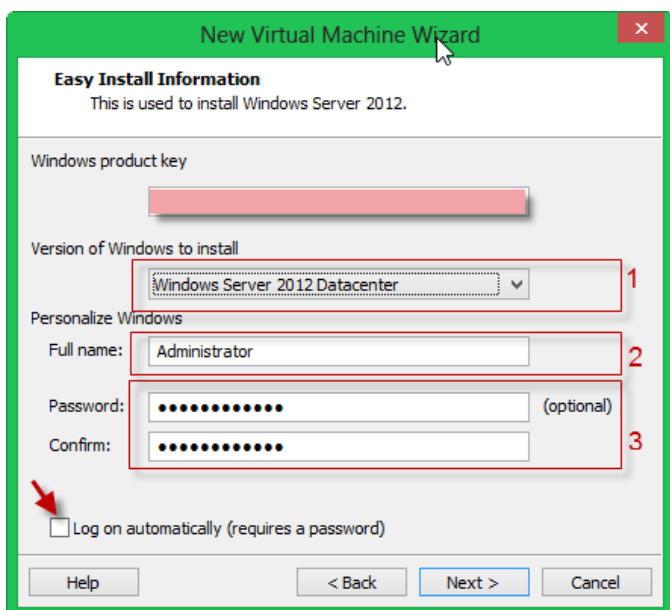 New Virtual Machine Wizard
Easy Install Information
This is used to install Windows Server 2012.
Windows product key
Version of Windows to install
Windows Server 2012 Datacenter
1
Personalize Windows
Full name: Administrator
2
Password: ●●●●●●●●●●●● (optional)
Confirm: ●●●●●●●●●●●●
3
Log on automatically (requires a password)
Help < Back Next > Cancel